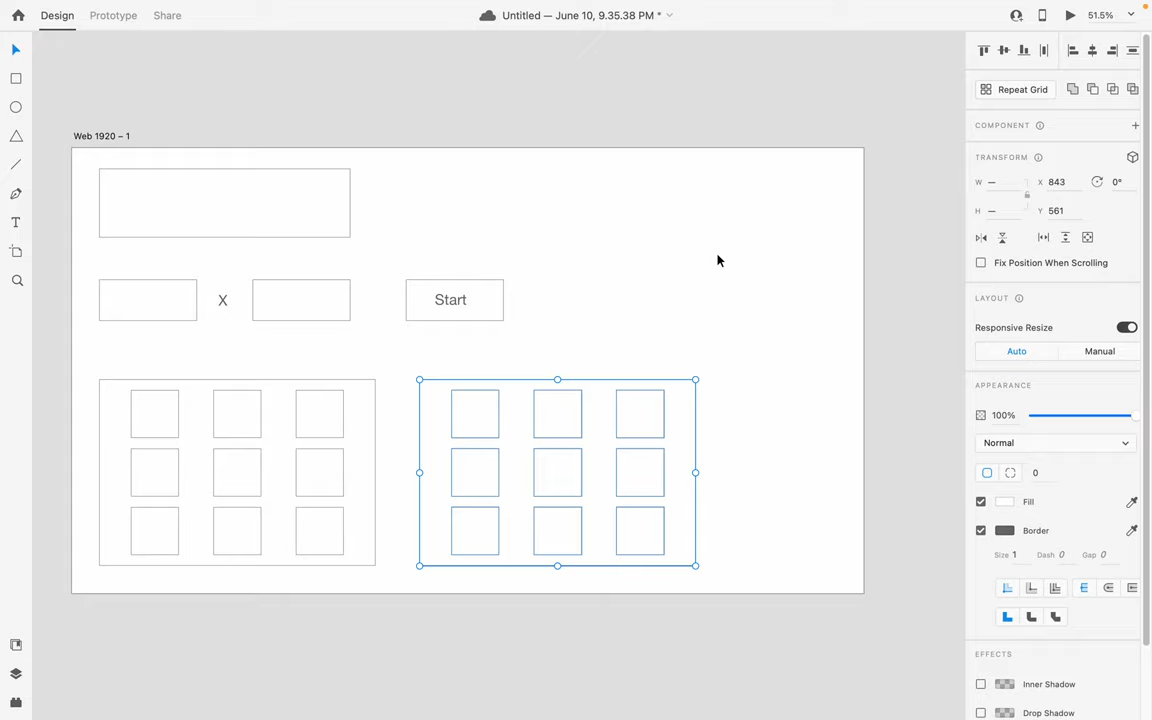 Design Prototype Share Untitled — June 10, 9.35.38 PM * 51.5%
Repeat Grid
COMPONENT
Web 1920 – 1
TRANSFORM
W — X 843 0°
H — Y 561
Fix Position When Scrolling
X Start
LAYOUT
Responsive Resize
Auto Manual
APPEARANCE
100%
Normal
0
Fill
Border
Size 1 Dash 0 Gap 0
EFFECTS
Inner Shadow
Drop Shadow